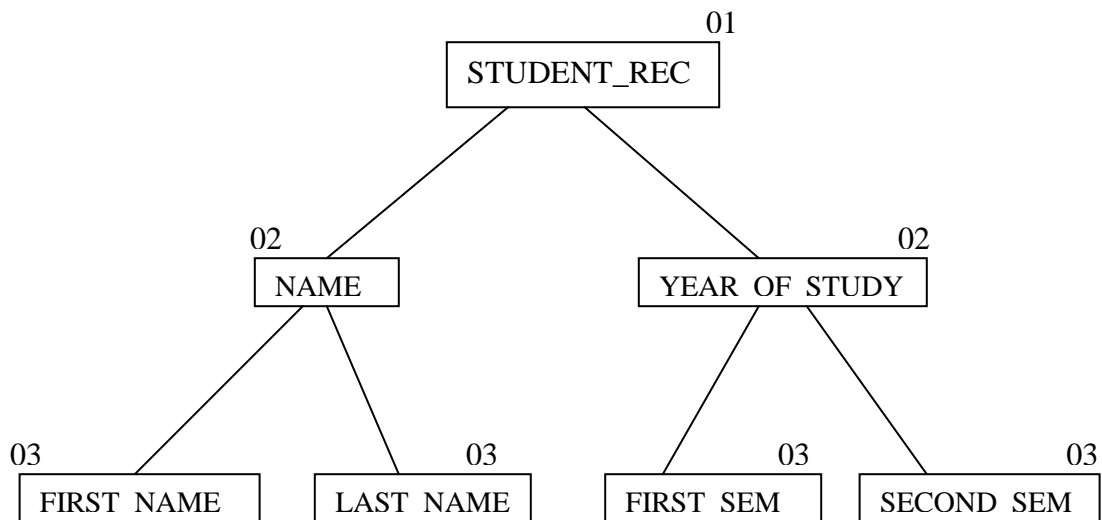 01
STUDENT_REC
02
02
NAME
YEAR OF STUDY
03
03
03
03
FIRST NAME
LAST NAME
FIRST SEM
SECOND SEM